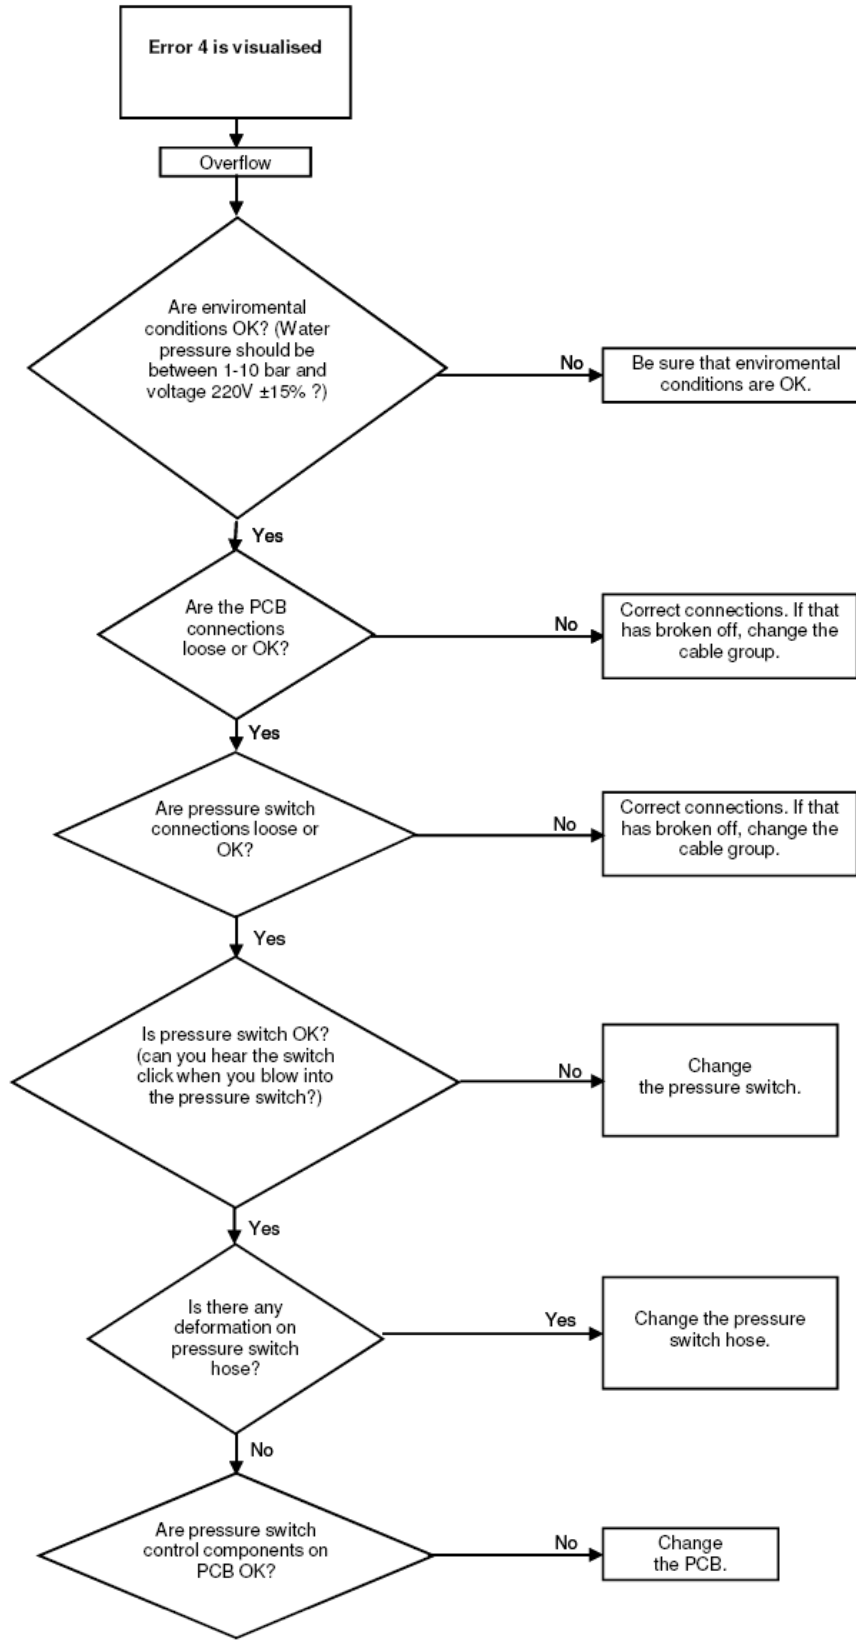 Error 4 is visualised
Overflow
Are enviromental
conditions OK? (Water
pressure should be
between 1-10 bar and
voltage 220V ±15% ?)
No
Be sure that enviromental
conditions are OK.
Yes
Are the PCB
connections
loose or OK?
No
Correct connections. If that
has broken off, change the
cable group.
Yes
Are pressure switch
connections loose or
OK?
No
Correct connections. If that
has broken off, change the
cable group.
Yes
Is pressure switch OK?
(can you hear the switch
click when you blow into
the pressure switch?)
No
Change
the pressure switch.
Yes
Is there any
deformation on
pressure switch
hose?
Yes
Change the pressure
switch hose.
No
Are pressure switch
control components on
PCB OK?
No
Change
the PCB.